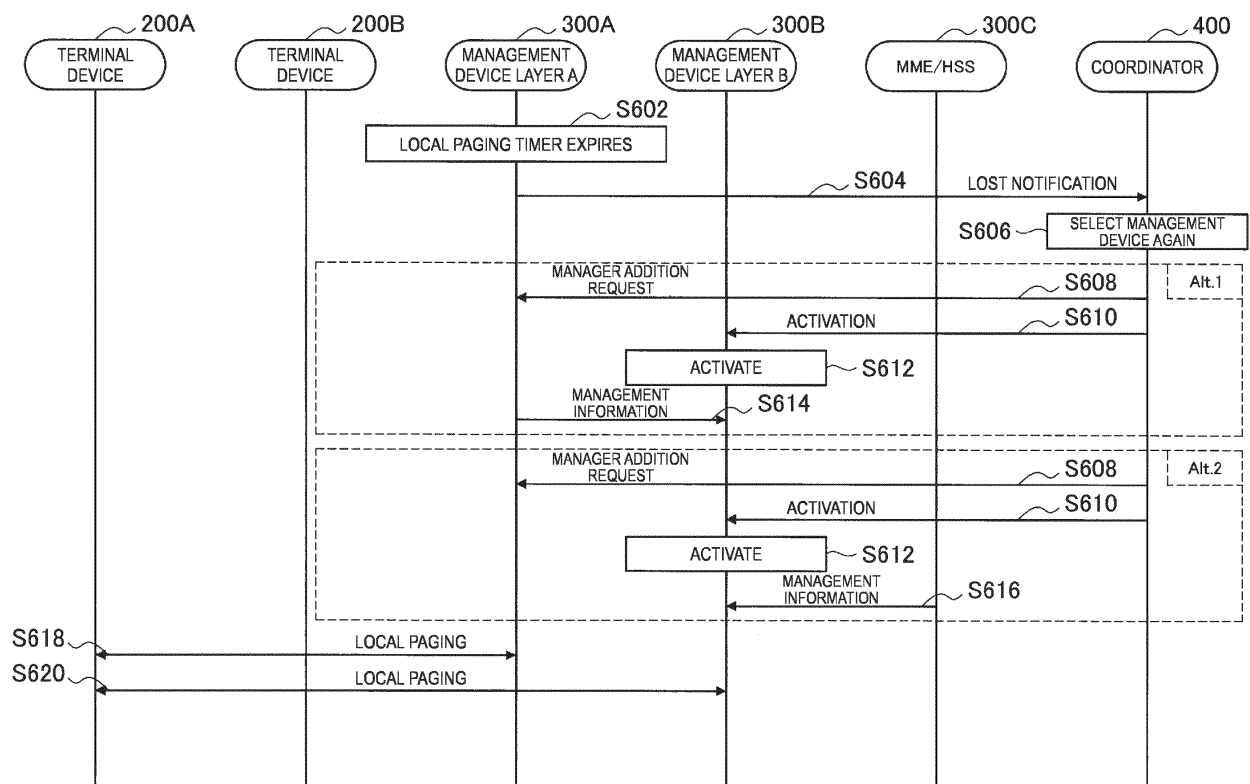 200A
200B
300A
300B
300C
400
TERMINAL
DEVICE
TERMINAL
DEVICE
MANAGEMENT
DEVICE LAYER A
MANAGEMENT
DEVICE LAYER B
MME/HSS
COORDINATOR
S602
LOCAL PAGING TIMER EXPIRES
S604
LOST NOTIFICATION
S606
SELECT MANAGEMENT
DEVICE AGAIN
MANAGER ADDITION
REQUEST
S608
Alt.1
ACTIVATION
S610
ACTIVATE
S612
MANAGEMENT
INFORMATION
S614
MANAGER ADDITION
REQUEST
S608
Alt.2
ACTIVATION
S610
ACTIVATE
S612
MANAGEMENT
INFORMATION
S616
S618
LOCAL PAGING
S620
LOCAL PAGING